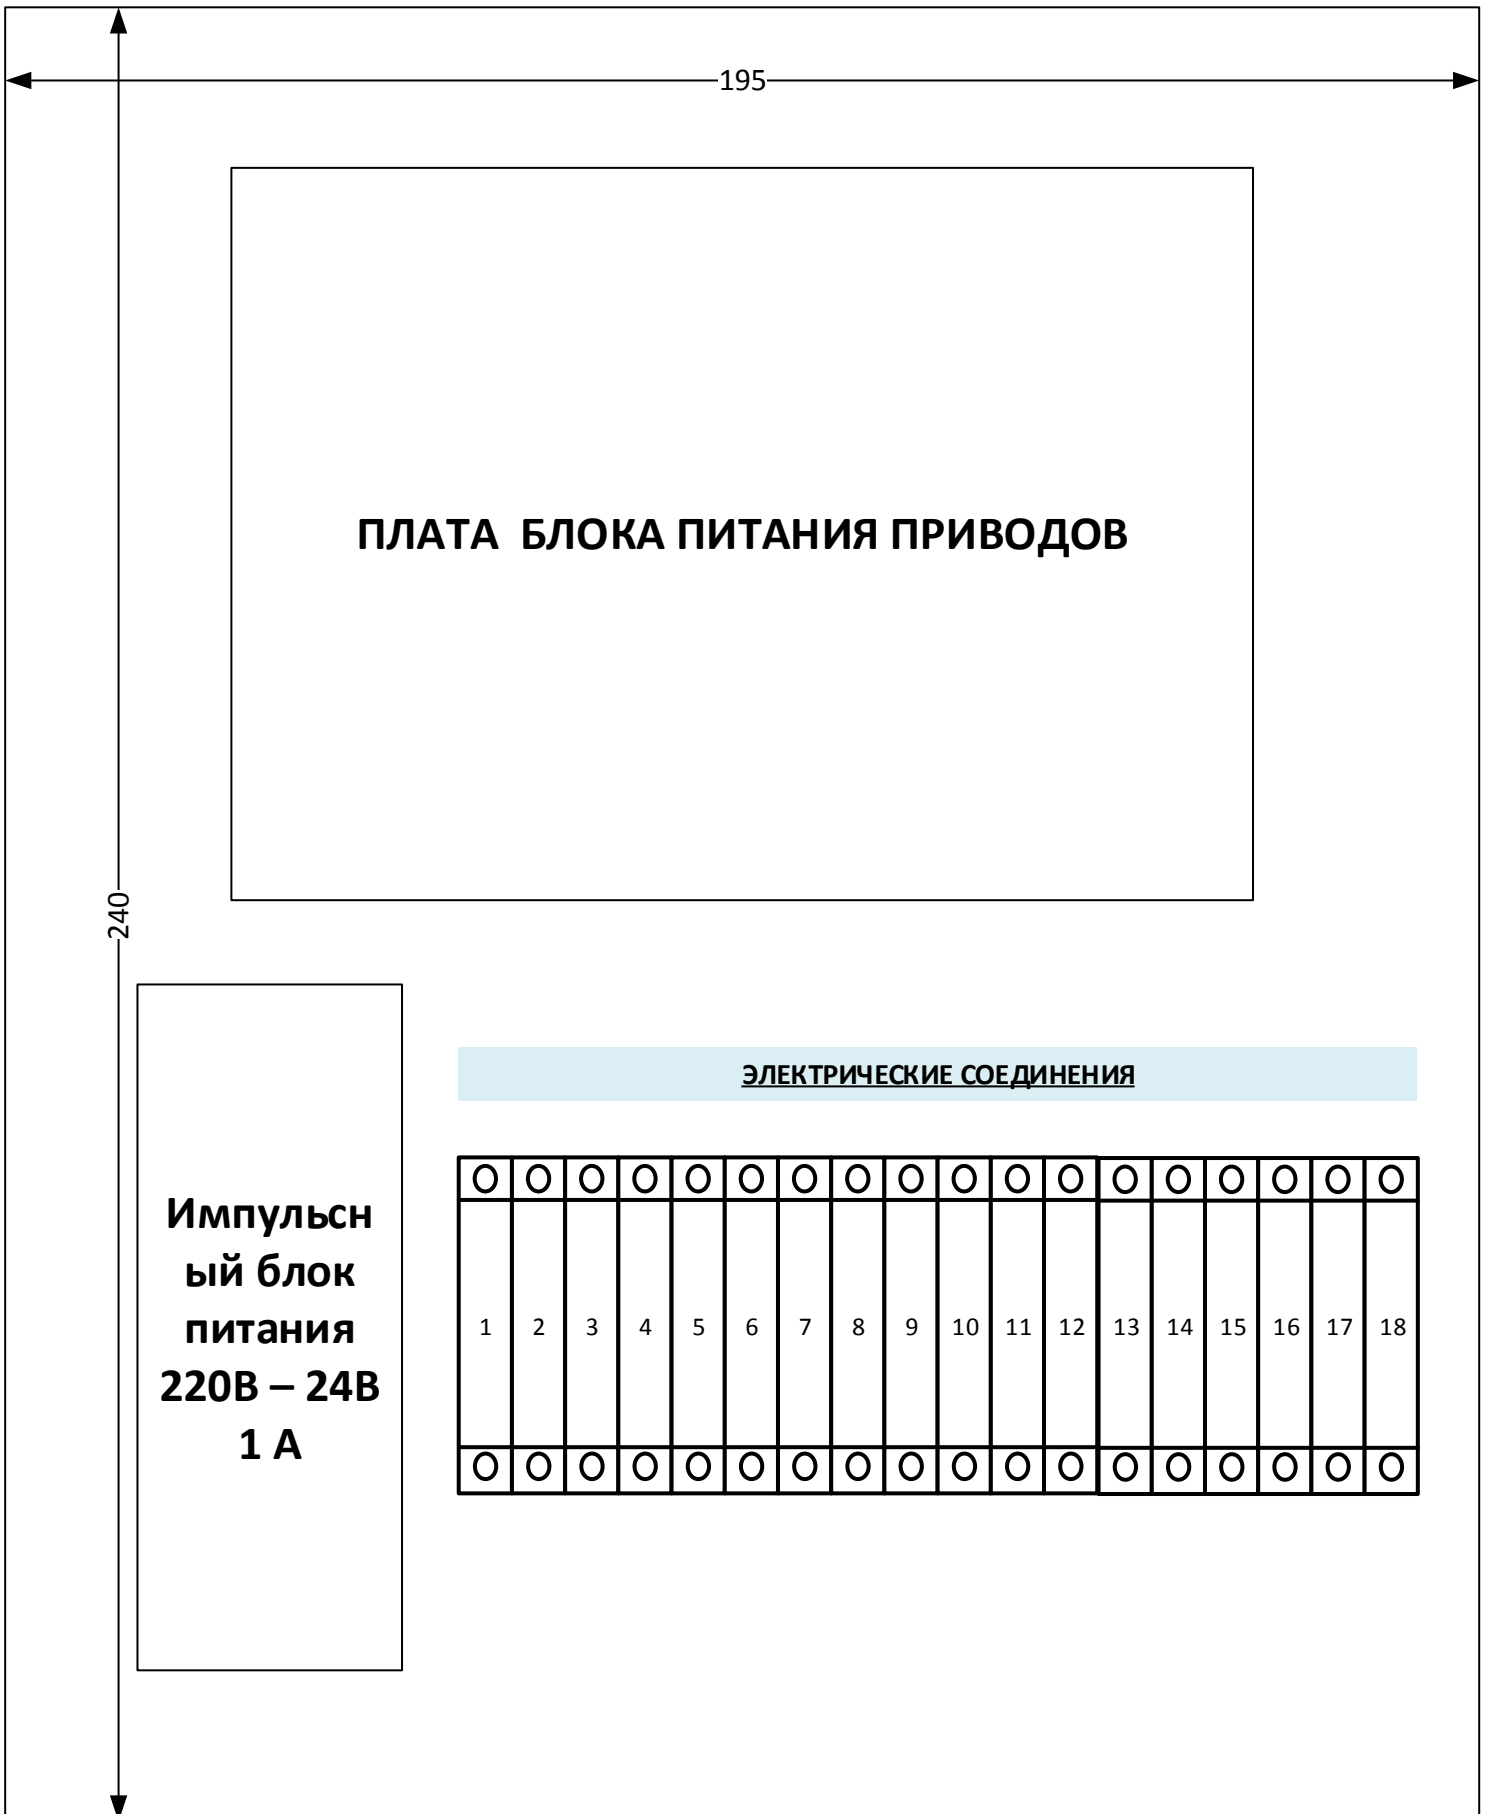 195
ПЛАТА  БЛОКА ПИТАНИЯ ПРИВОДОВ
240
ЭЛЕКТРИЧЕСКИЕ СОЕДИНЕНИЯ
Импульсн
ый блок
питания
220В – 24В
1 А
1 2 3 4 5 6 7 8 9 10 11 12 13 14 15 16 17 18